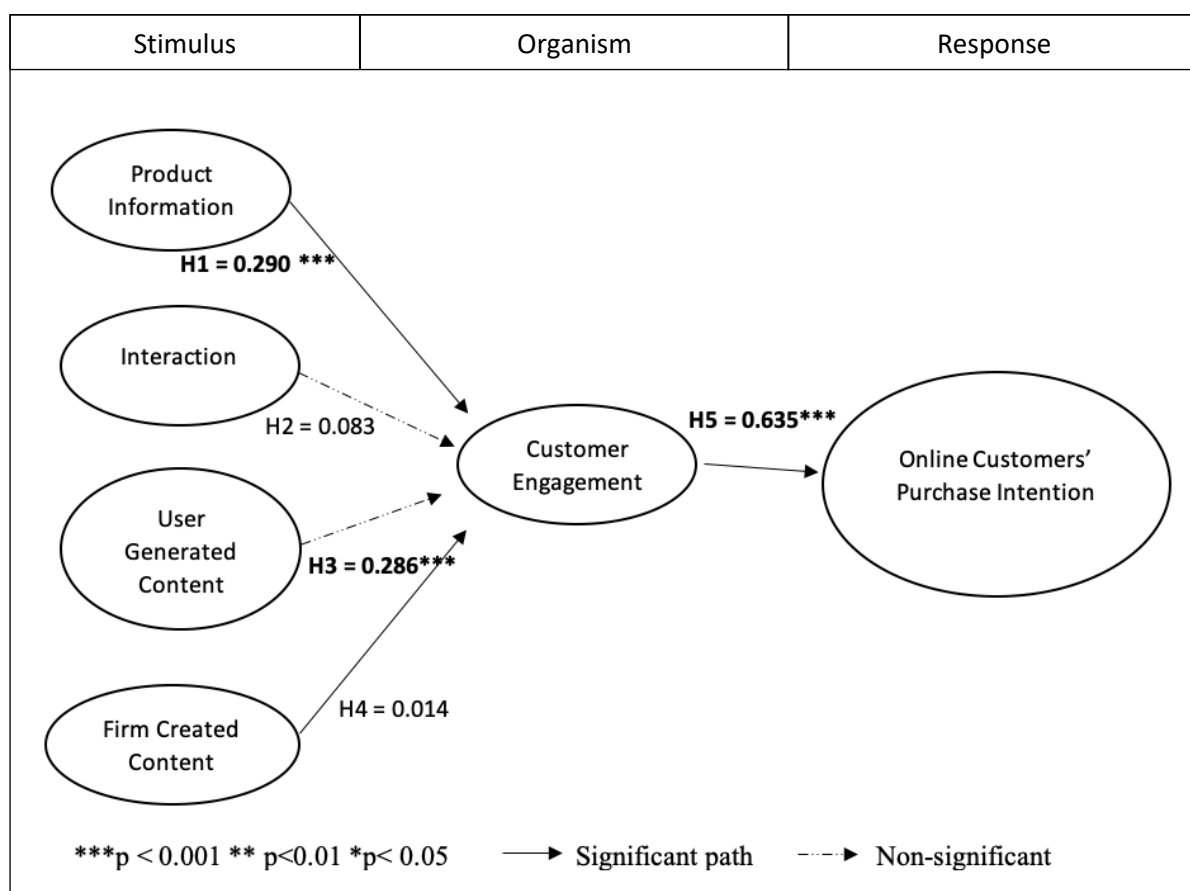 Stimulus
Organism
Response
Product
Information
H1 = 0.290 ***
Interaction
H2 = 0.083
User
Generated
Content
H3 = 0.286***
Firm Created
Content
H4 = 0.014
Customer
Engagement
H5 = 0.635***
Online Customers’
Purchase Intention
***p < 0.001 ** p<0.01 *p< 0.05
Significant path
Non-significant